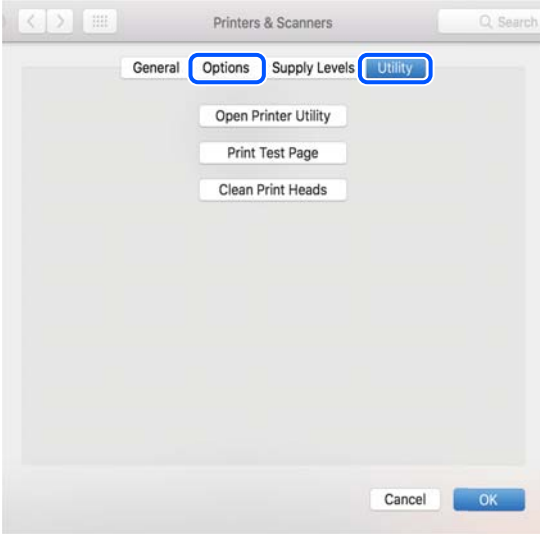 Printers & Scanners Search
General Options Supply Levels Utility
Open Printer Utility
Print Test Page
Clean Print Heads
Cancel OK